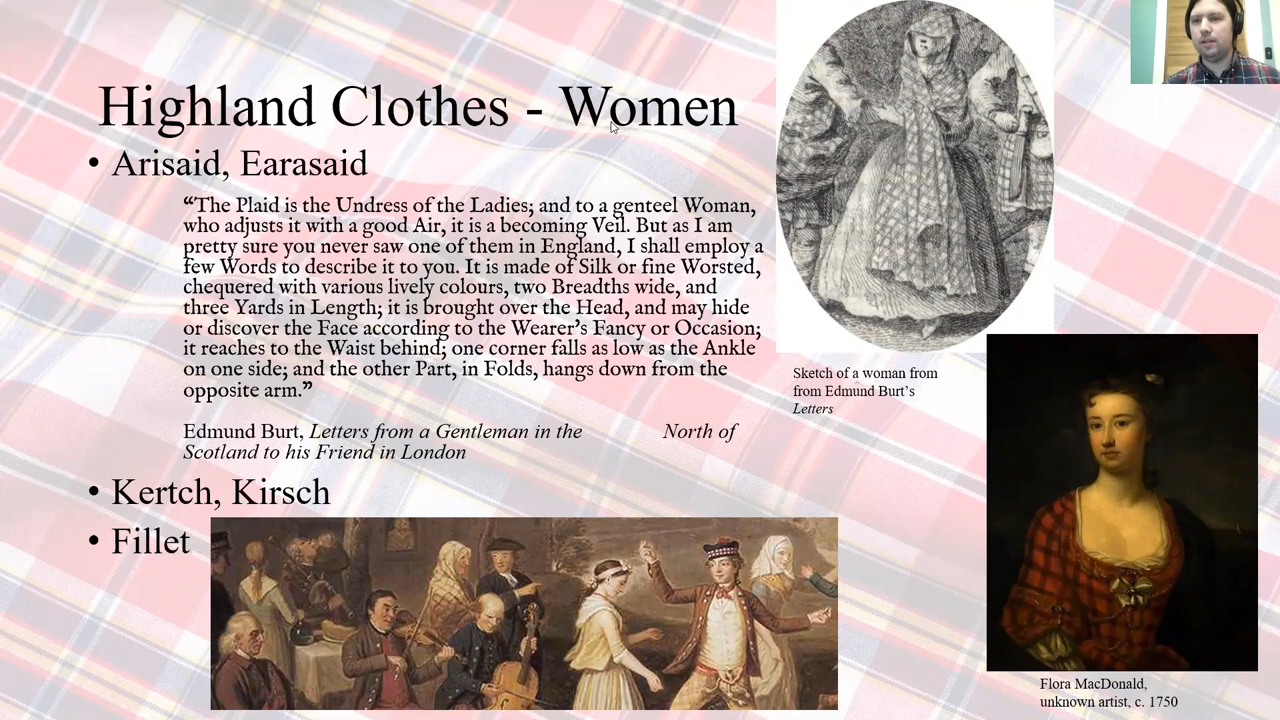 Highland Clothes - Women
• Arisaid, Earasaid
“The Plaid is the Undress of the Ladies; and to a genteel Woman,
who adjusts it with a good Air, it is a becoming Veil. But as I am
pretty sure you never saw one of them in England, I shall employ a
few Words to describe it to you. It is made of Silk or fine Worsted,
chequered with various lively colours, two Breadths wide, and
three Yards in Length; it is brought over the Head, and may hide
or discover the Face according to the Wearer’s Fancy or Occasion;
it reaches to the Waist behind; one corner falls as low as the Ankle
on one side; and the other Part, in Folds, hangs down from the
opposite arm.”
Edmund Burt, Letters from a Gentleman in the North of
Scotland to his Friend in London
• Kertch, Kirsch
• Fillet
Sketch of a woman from
from Edmund Burt’s
Letters
Flora MacDonald,
unknown artist, c. 1750